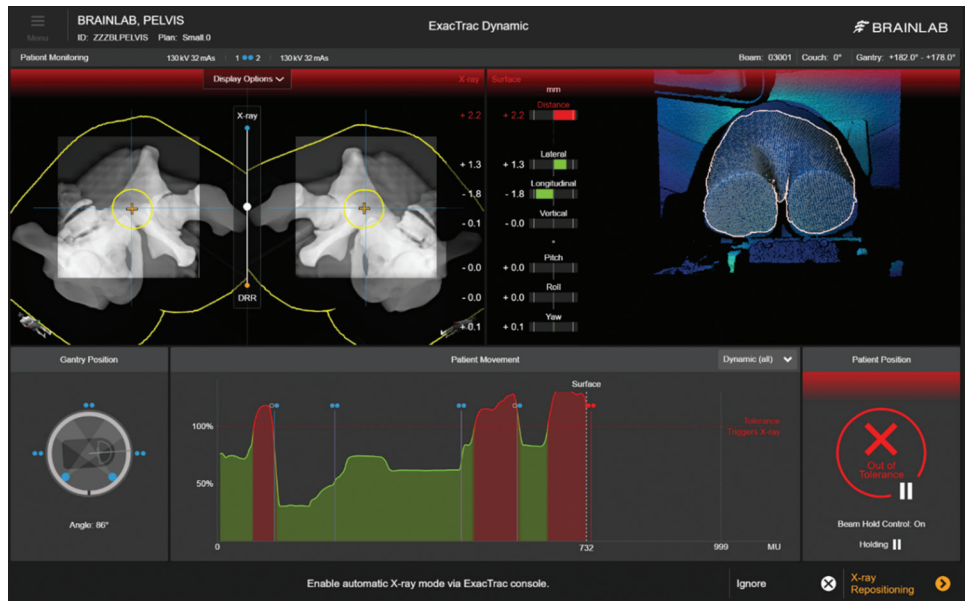 Menu
BRAINLAB, PELVIS
ID: ZZZBLPELVIS Plan: Small.0
ExacTrac Dynamic
BRAINLAB
Patient Monitoring
130 kV 32 mAs
1 2
130 kV 32 mAs
Beam: 03001 Couch: 0° Gantry: +182.0° - +178.0°
Display Options
X-ray
Surface
X-ray
DRR
mm
Distance
+ 2.2
+ 2.2
Lateral
+ 1.3
+ 1.3
Longitudinal
- 1.8
- 1.8
Vertical
- 0.1
- 0.0
°
Pitch
- 0.0
+ 0.0
Roll
- 0.0
+ 0.0
Yaw
+ 0.1
+ 0.1
Gantry Position
Angle: 86°
Patient Movement
Dynamic (all)
Surface
100%
50%
Tolerance
Triggers X-ray
0
732
999
MU
Patient Position
Out of
Tolerance
Beam Hold Control: On
Holding
Enable automatic X-ray mode via ExacTrac console.
Ignore
X-ray
Repositioning